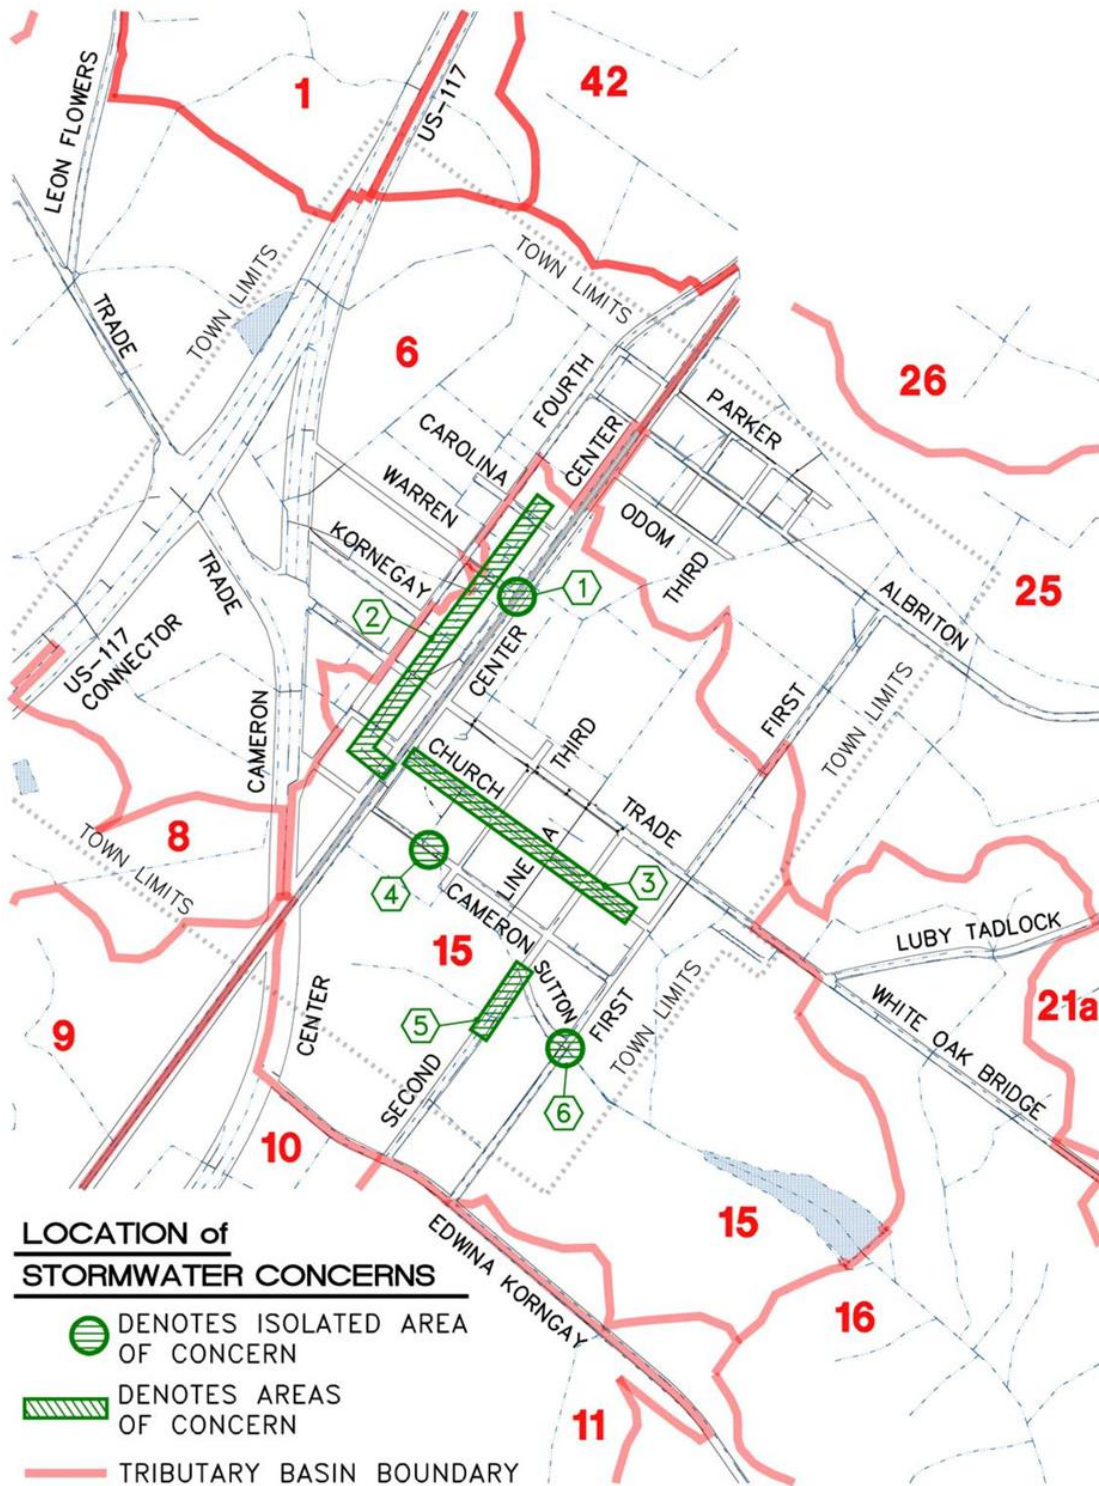 1
42
LEON FLOWERS
US-117
TOWN LIMITS
TOWN LIMITS
TRADE
6
FOURTH
26
PARKER
CAROLINA
CENTER
WARREN
ODOM
KORNEGAY
THIRD
TRADE
1
25
ALBRITON
2
US-117
CONNECTOR
CENTER
FIRST
TOWN LIMITS
CAMERON
THIRD
CHURCH
TRADE
8
TOWN LIMITS
A
LINE
3
4
CAMERON
15
LUBY TADLOCK
SUTTON
FIRST
TOWN LIMITS
CENTER
5
WHITE OAK BRIDGE
21a
9
SECOND
6
10
15
EDWINA KORNGAY
16
11
LOCATION of
STORMWATER CONCERNS
DENOTES ISOLATED AREA
OF CONCERN
DENOTES AREAS
OF CONCERN
TRIBUTARY BASIN BOUNDARY